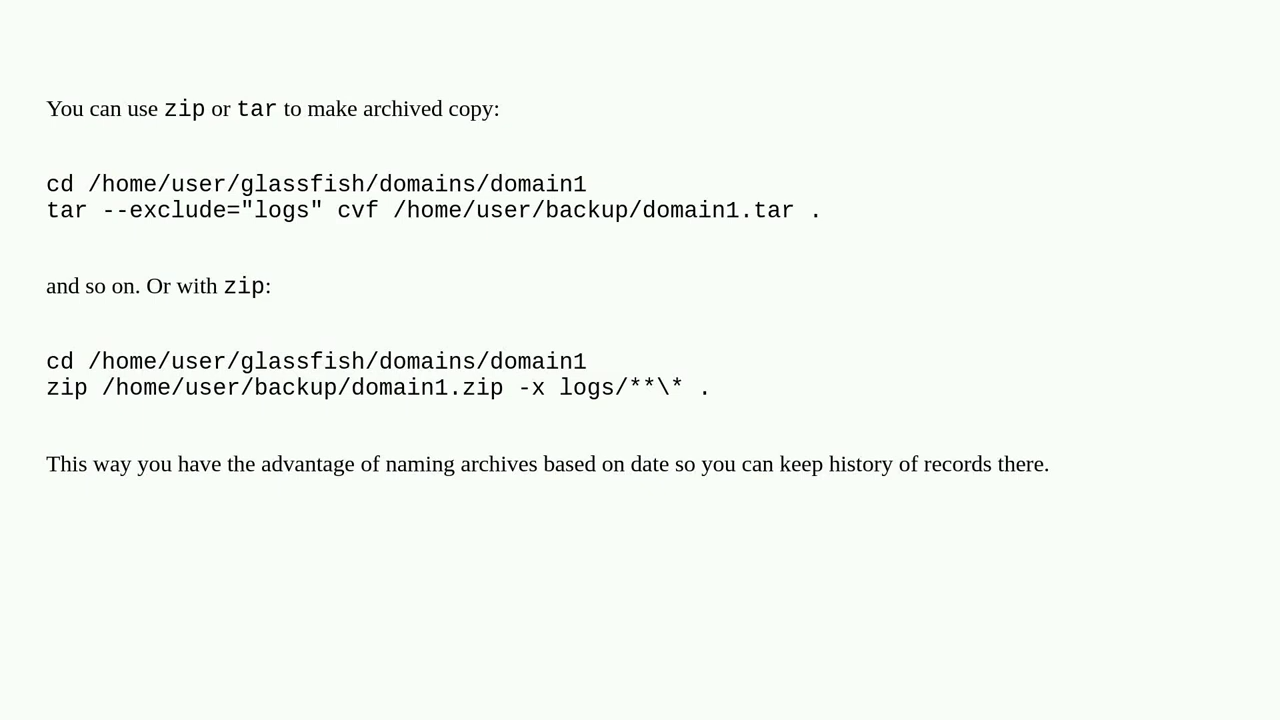 You can use zip or tar to make archived copy:
cd /home/user/glassfish/domains/domain1
tar --exclude="logs" cvf /home/user/backup/domain1.tar .
and so on. Or with zip:
cd /home/user/glassfish/domains/domain1
zip /home/user/backup/domain1.zip -x logs/**\* .
This way you have the advantage of naming archives based on date so you can keep history of records there.